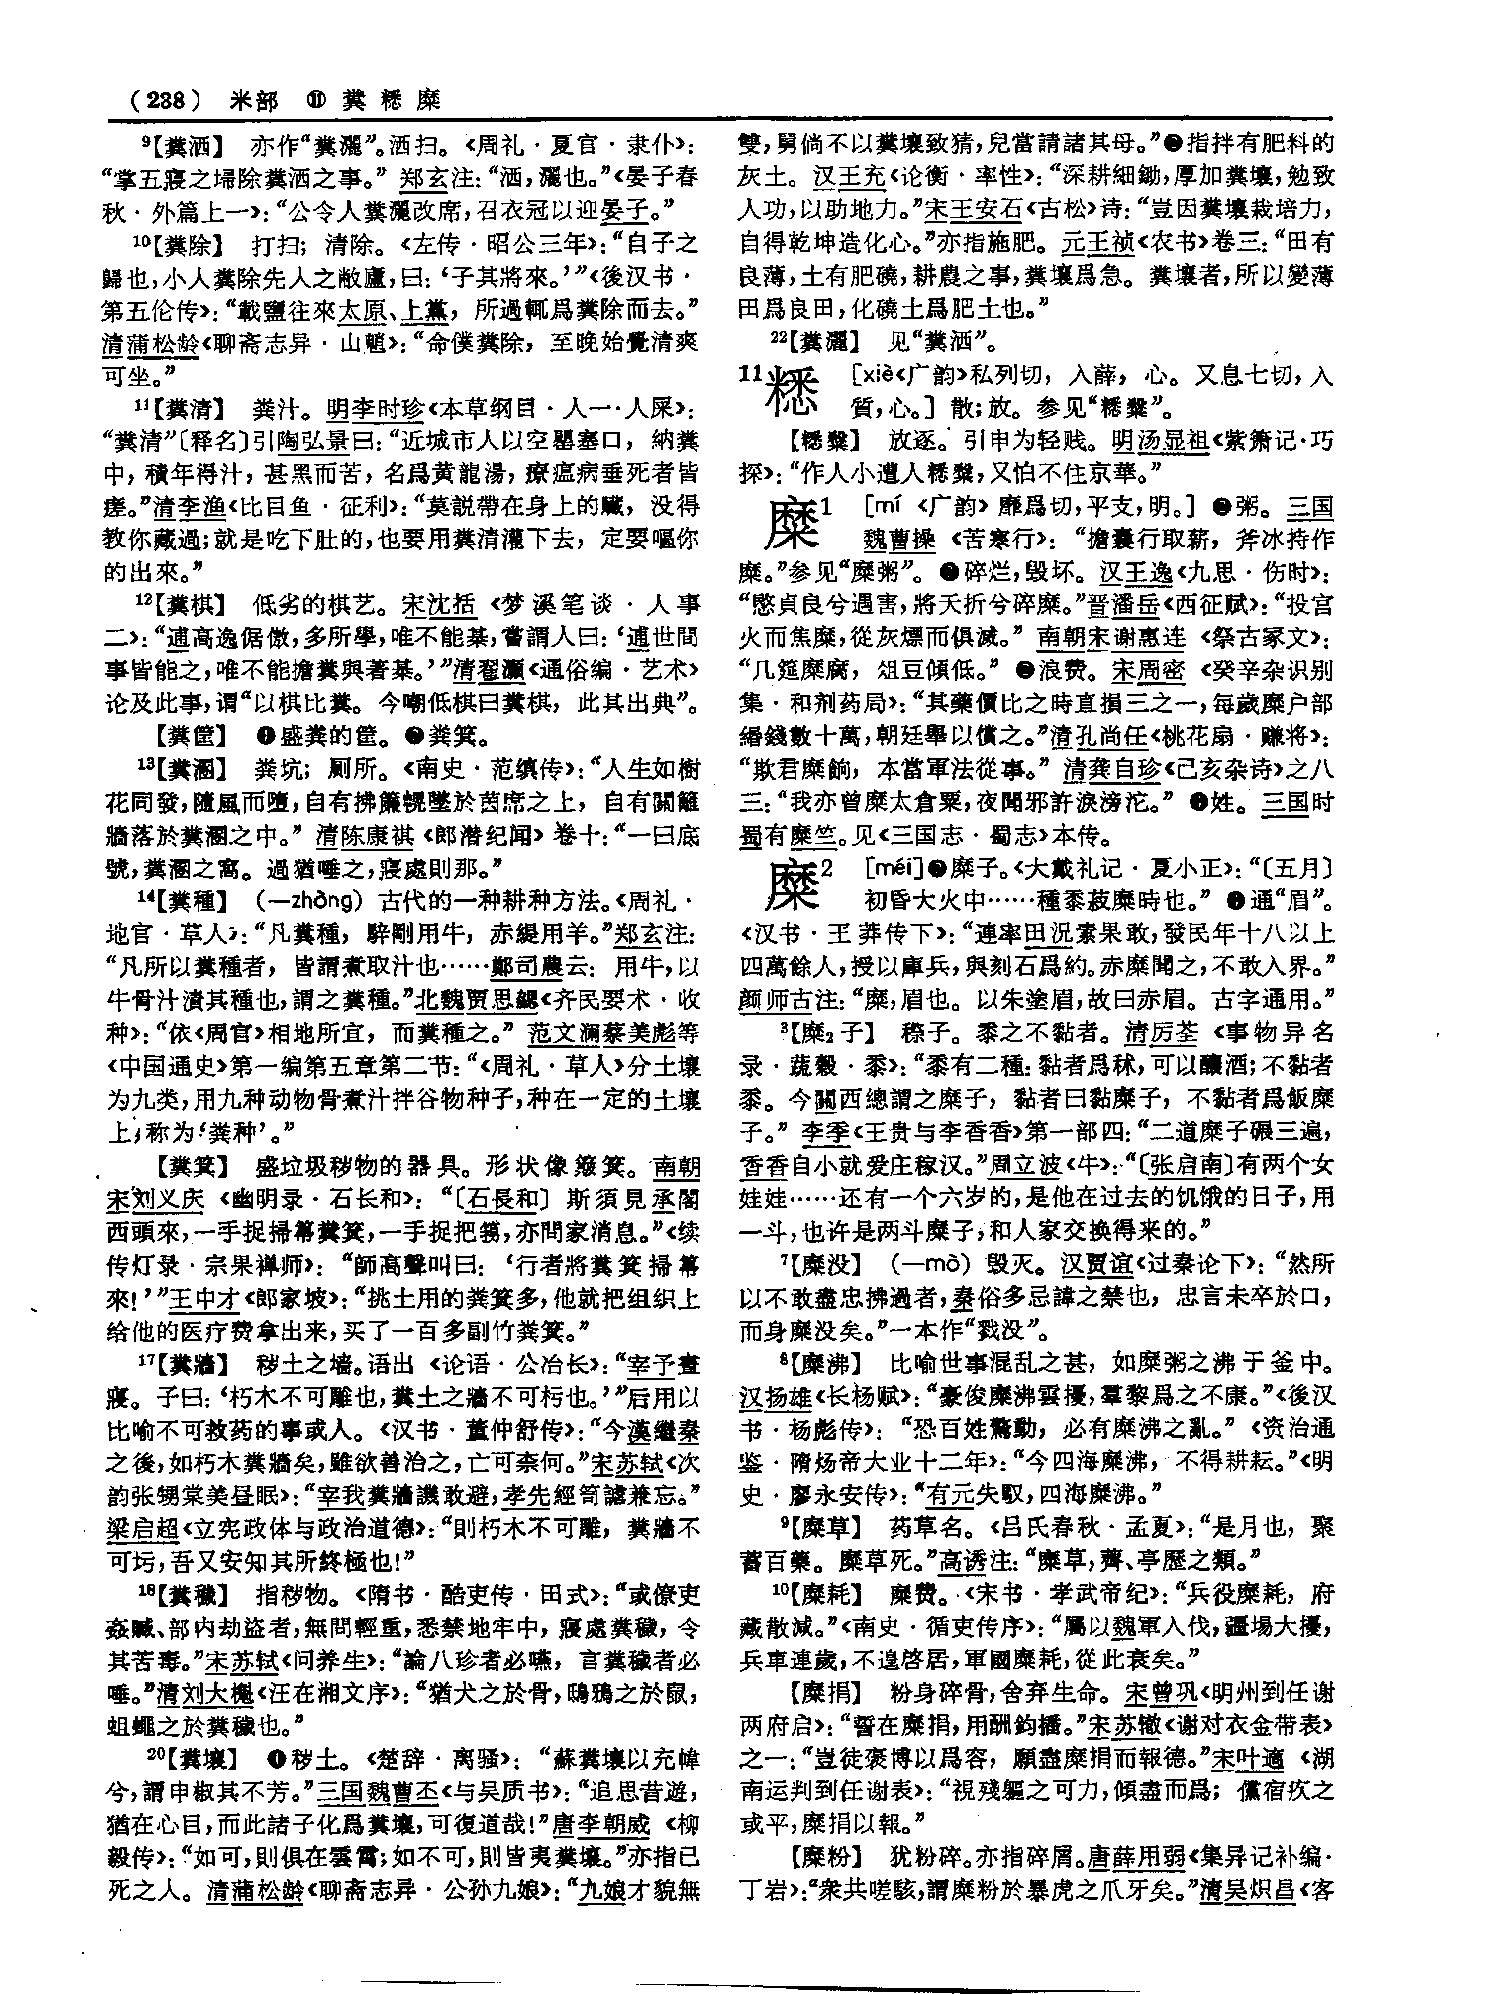 (238) 米部 ⑪ 糞 糤 糜
9【糞洒】 亦作“糞灑”。洒扫。《周礼·夏官·隶仆》：
“掌五寢之埽除糞洒之事。” 郑玄注：“洒，灑也。”《晏子春
秋·外篇上一》：“公令人糞灑改席，召衣冠以迎晏子。”
10【糞除】 打扫；清除。《左传·昭公三年》：“自子之
歸也，小人糞除先人之敝廬，曰：‘子其將來。’”《後汉书·
第五伦传》：“載鹽往來太原、上黨，所過輒爲糞除而去。”
清蒲松龄《聊斋志异·山魈》：“命僕糞除，至晚始覺清爽
可坐。”
11【糞清】 粪汁。明李时珍《本草纲目·人一·人屎》：
“糞清”〔释名〕引陶弘景曰：“近城市人以空罌塞口，納糞
中，積年得汁，甚黑而苦，名爲黄龍湯，療瘟病垂死者皆
瘥。”清李渔《比目鱼·征利》：“莫説帶在身上的贜，没得
教你藏過；就是吃下肚的，也要用糞清灌下去，定要嘔你
的出來。”
12【糞棋】 低劣的棋艺。宋沈括《梦溪笔谈·人事
二》：“逋高逸倨傲，多所學，唯不能棊，嘗謂人曰：‘逋世間
事皆能之，唯不能擔糞與著棊。’”清翟灝《通俗编·艺术》
论及此事，谓“以棋比糞。今嘲低棋曰糞棋，此其出典”。
【糞筐】 ❶盛粪的筐。❷粪箕。
13【糞溷】 粪坑；厕所。《南史·范缜传》：“人生如樹
花同發，隨風而墮，自有拂簾幌墜於茵席之上，自有關籬
牆落於糞溷之中。” 清陈康祺《郎潜纪闻》卷十：“一曰底
號，糞溷之窩。過猶唾之，寢處則那。”
14【糞種】 （—zhǒng）古代的一种耕种方法。《周礼·
地官·草人》：“凡糞種，騂剛用牛，赤緹用羊。”郑玄注：
“凡所以糞種者，皆謂煮取汁也……鄭司農云：用牛，以
牛骨汁漬其種也，謂之糞種。”北魏贾思勰《齐民要术·收
种》：“依《周官》相地所宜，而糞種之。” 范文澜蔡美彪等
《中国通史》第一编第五章第二节：“《周礼·草人》分土壤
为九类，用九种动物骨煮汁拌谷物种子，种在一定的土壤
上，称为‘粪种’。”
【糞箕】 盛垃圾秽物的器具。形状像簸箕。南朝
宋刘义庆《幽明录·石长和》：“〔石長和〕斯須見承閤
西頭來，一手捉掃箒糞箕，一手捉把筞，亦問家消息。”《续
传灯录·宗杲禅师》：“師高聲叫曰：‘行者將糞箕掃箒
來！’”王中才《郎家坡》：“挑土用的粪箕多，他就把组织上
给他的医疗费拿出来，买了一百多副竹粪箕。”
17【糞牆】 秽土之墙。语出《论语·公冶长》：“宰予晝
寢。子曰：‘朽木不可雕也，糞土之牆不可杇也。’”后用以
比喻不可救药的事或人。《汉书·董仲舒传》：“今漢繼秦
之後，如朽木糞牆矣，雖欲善治之，亡可柰何。”宋苏轼《次
韵张甥棠美昼眠》：“宰我糞牆譏敢避，孝先經笥謔兼忘。”
梁启超《立宪政体与政治道德》：“則朽木不可雕，糞牆不
可圬，吾又安知其所終極也！”
18【糞穢】 指秽物。《隋书·酷吏传·田式》：“或僚吏
姦贓、部内劫盗者，無問輕重，悉禁地牢中，寢處糞穢，令
其苦毒。”宋苏轼《问养生》：“論八珍者必嚥，言糞穢者必
唾。”清刘大櫆《汪在湘文序》：“猶犬之於骨，鴟鴉之於鼠，
蛆蠅之於糞穢也。”
20【糞壤】 ❶秽土。《楚辞·离骚》：“蘇糞壤以充幃
兮，謂申椒其不芳。”三国魏曹丕《与吴质书》：“追思昔遊，
猶在心目，而此諸子化爲糞壤，可復道哉！”唐李朝威《柳
毅传》：“如可，則俱在雲霄；如不可，則皆夷糞壤。”亦指已
死之人。清蒲松龄《聊斋志异·公孙九娘》：“九娘才貌無
雙，舅倘不以糞壤致猜，兒當請諸其母。”❷指拌有肥料的
灰土。汉王充《论衡·率性》：“深耕細鋤，厚加糞壤，勉致
人功，以助地力。”宋王安石《古松》诗：“豈因糞壤栽培力，
自得乾坤造化心。”亦指施肥。元王祯《农书》卷三：“田有
良薄，土有肥磽，耕農之事，糞壤爲急。糞壤者，所以變薄
田爲良田，化磽土爲肥土也。”
22【糞灑】 见“糞洒”。
11 [xiè《广韵》私列切，入薛，心。又息七切，入
質，心。] 散；放。参见“
放逐。引申为轻贱。明汤显祖《紫箫记·巧
探》：“作人小遭人，又怕不住京華。”
糜1 [mí《广韵》靡爲切，平支，明。] ❶粥。三国
魏曹操《苦寒行》：“擔囊行取薪，斧冰持作
糜。”参见“糜粥”。❷碎烂，毁坏。汉王逸《九思·伤时》：
“愍貞良兮遇害，將夭折兮碎糜。”晋潘岳《西征赋》：“投宫
火而焦糜，從灰熛而俱滅。” 南朝宋谢惠连《祭古冢文》：
“几筵糜腐，俎豆傾低。” ❸浪费。宋周密《癸辛杂识别
集·和剂药局》：“其藥價比之時直損三之一，每歲糜户部
緡錢數十萬，朝廷舉以償之。”清孔尚任《桃花扇·赚将》：
“欺君糜餉，本當軍法從事。” 清龚自珍《己亥杂诗》之八
三：“我亦曾糜太倉粟，夜聞邪許淚滂沱。” ❹姓。三国时
蜀有糜竺。见《三国志·蜀志》本传。
糜2 [méi]❶糜子。《大戴礼记·夏小正》：“〔五月〕
初昏大火中……種黍菽糜時也。” ❷通“眉”。
《汉书·王莽传下》：“連率田況素果敢，發民年十八以上
四萬餘人，授以庫兵，與刻石爲約。赤糜聞之，不敢入界。”
颜师古注：“糜，眉也。以朱塗眉，故曰赤眉。古字通用。”
3【糜2子】 穄子。黍之不黏者。清厉荃《事物异名
录·蔬穀·黍》：“黍有二種：黏者爲秫，可以釀酒；不黏者
黍。今關西總謂之糜子，黏者曰黏糜子，不黏者爲飯糜
子。” 李季《王贵与李香香》第一部四：“二道糜子碾三遍，
香香自小就爱庄稼汉。”周立波《牛》：“〔张启南〕有两个女
娃娃……还有一个六岁的，是他在过去的饥饿的日子，用
一斗，也许是两斗糜子，和人家交换得来的。”
7【糜没】 （—mò）毁灭。汉贾谊《过秦论下》：“然所
以不敢盡忠拂過者，秦俗多忌諱之禁也，忠言未卒於口，
而身糜没矣。”一本作“戮没”。
8【糜沸】 比喻世事混乱之甚，如糜粥之沸于釜中。
汉扬雄《长杨赋》：“豪俊糜沸雲擾，羣黎爲之不康。”《後汉
书·杨彪传》：“恐百姓驚動，必有糜沸之亂。”《资治通
鉴·隋炀帝大业十二年》：“今四海糜沸，不得耕耘。”《明
史·廖永安传》：“有元失馭，四海糜沸。”
9【糜草】 药草名。《吕氏春秋·孟夏》：“是月也，聚
蓄百藥。糜草死。”高诱注：“糜草，薺、亭歷之類。”
10【糜耗】 糜费。《宋书·孝武帝纪》：“兵役糜耗，府
藏散減。”《南史·循吏传序》：“屬以魏軍入伐，疆埸大擾，
兵車連歲，不遑啓居，軍國糜耗，從此衰矣。”
【糜捐】 粉身碎骨，舍弃生命。宋曾巩《明州到任谢
两府启》：“誓在糜捐，用酬鈞播。”宋苏辙《谢对衣金带表》
之一：“豈徒褒博以爲容，願盡糜捐而報德。”宋叶適《湖
南运判到任谢表》：“視殘軀之可力，傾盡而爲；儻宿疢之
或平，糜捐以報。”
【糜粉】 犹粉碎。亦指碎屑。唐薛用弱《集异记补编·
丁岩》：“衆共嗟駭，謂糜粉於暴虎之爪牙矣。”清吴炽昌《客